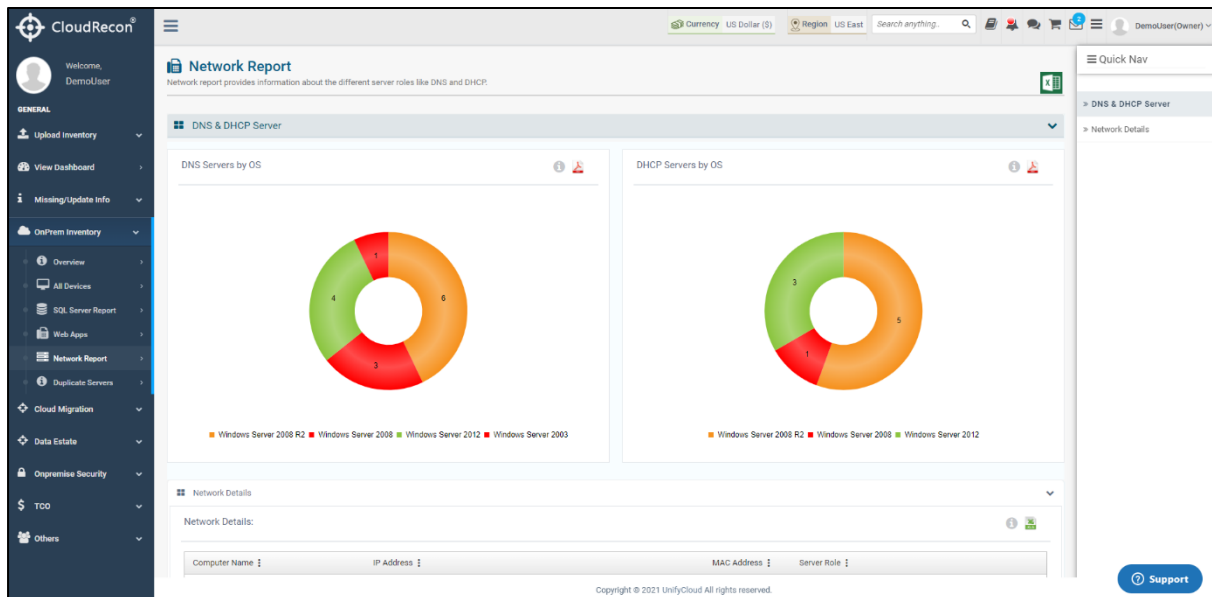 CloudRecon®
Currency US Dollar ($)
Region US East
Search anything..
2
DemoUser(Owner)
Welcome,
DemoUser
GENERAL
Upload Inventory
View Dashboard
Missing/Update Info
OnPrem Inventory
Overview
All Devices
SQL Server Report
Web Apps
Network Report
Duplicate Servers
Cloud Migration
Data Estate
Onpremise Security
TCO
Others
Network Report
Network report provides information about the different server roles like DNS and DHCP.
DNS & DHCP Server
DNS Servers by OS
1
4
6
3
Windows Server 2008 R2 Windows Server 2008 Windows Server 2012 Windows Server 2003
DHCP Servers by OS
3
5
1
Windows Server 2008 R2 Windows Server 2008 Windows Server 2012
Network Details
Network Details:
Computer Name IP Address MAC Address Server Role
Copyright © 2021 UnifyCloud All rights reserved.
Quick Nav
» DNS & DHCP Server
» Network Details
Support